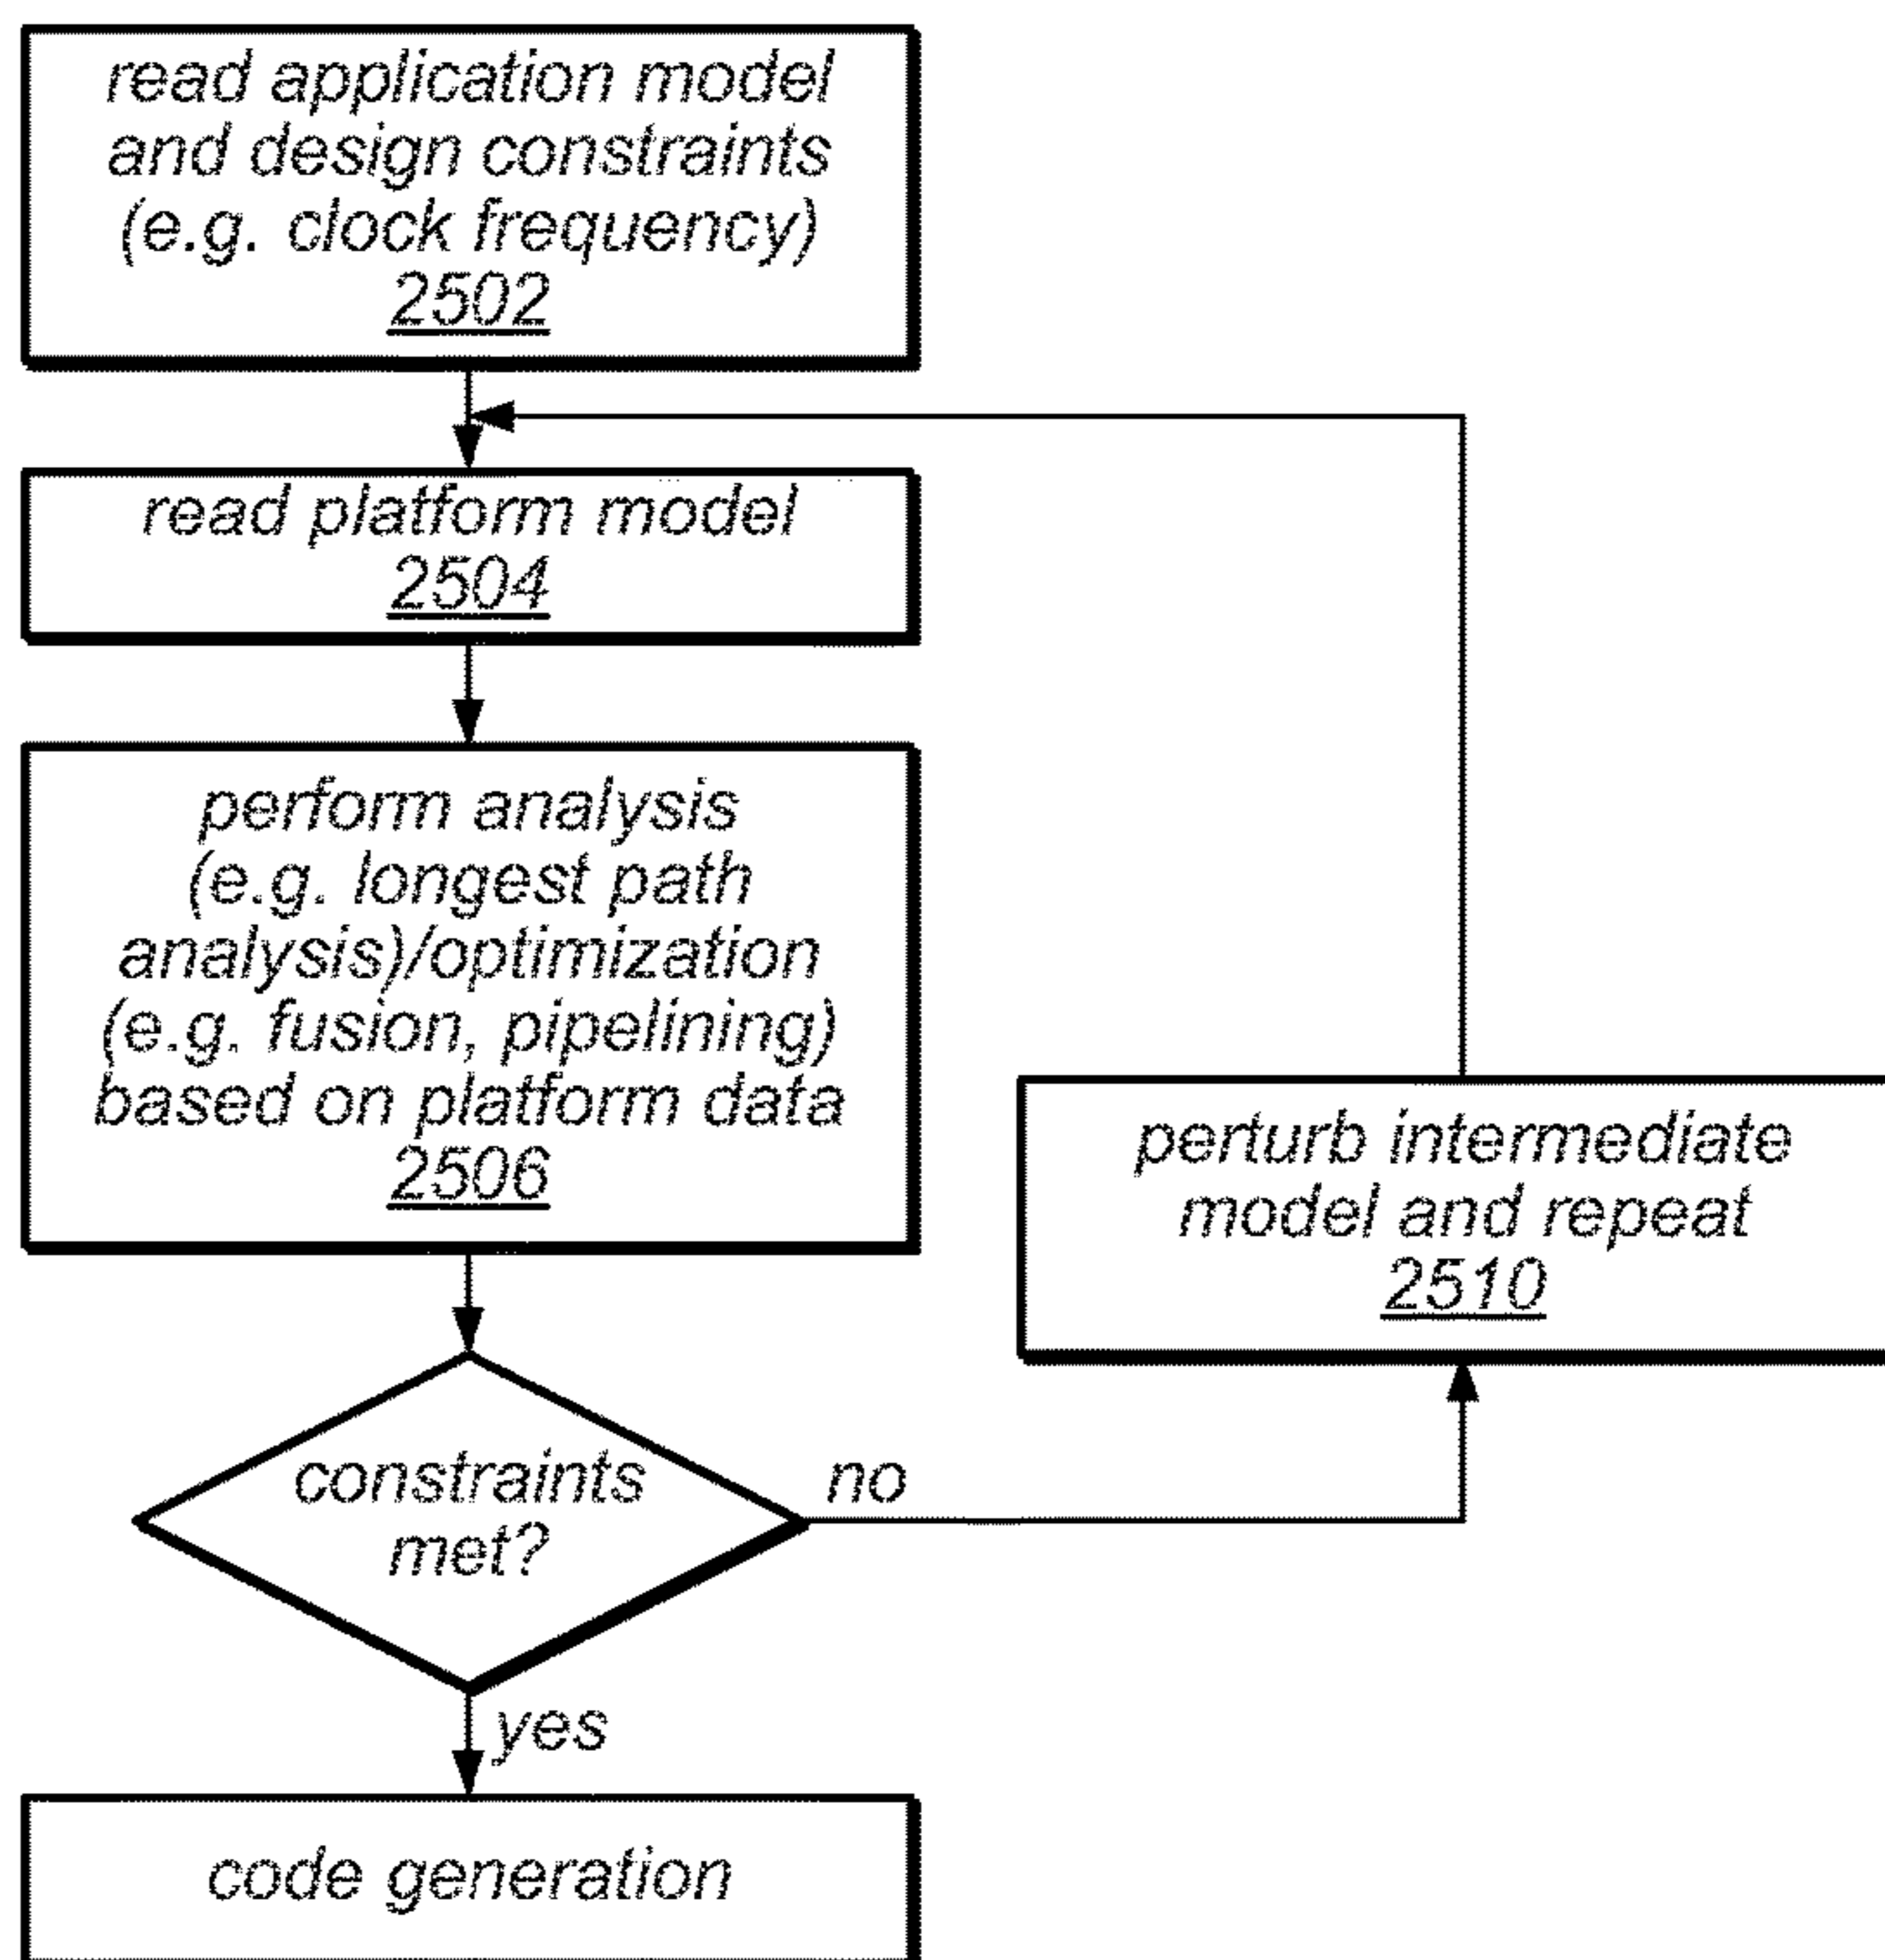 read application model
and design constraints
(e.g. clock frequency)
2502
read platform model
2504
perform analysis
(e.g. longest path
analysis)/optimization
(e.g. fusion, pipelining)
based on platform data
2506
perturb intermediate
model and repeat
2510
constraints
met?
no
yes
code generation